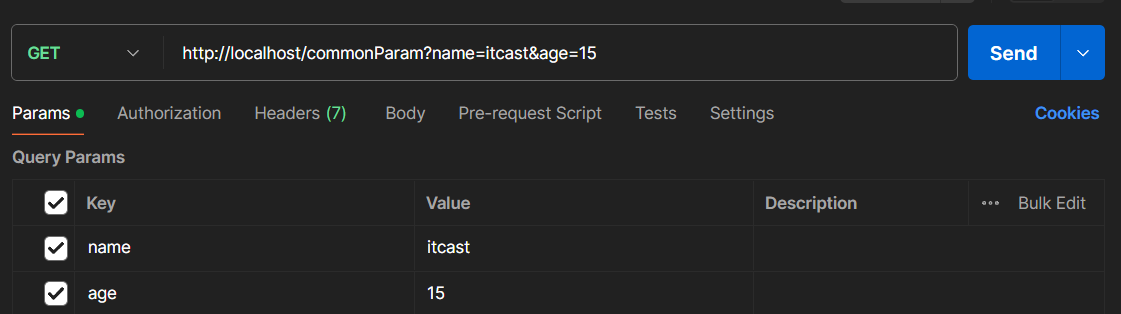 GET http://localhost/commonParam?name=itcast&age=15 Send
Params Authorization Headers (7) Body Pre-request Script Tests Settings Cookies
Query Params
Key Value Description Bulk Edit
name itcast
age 15